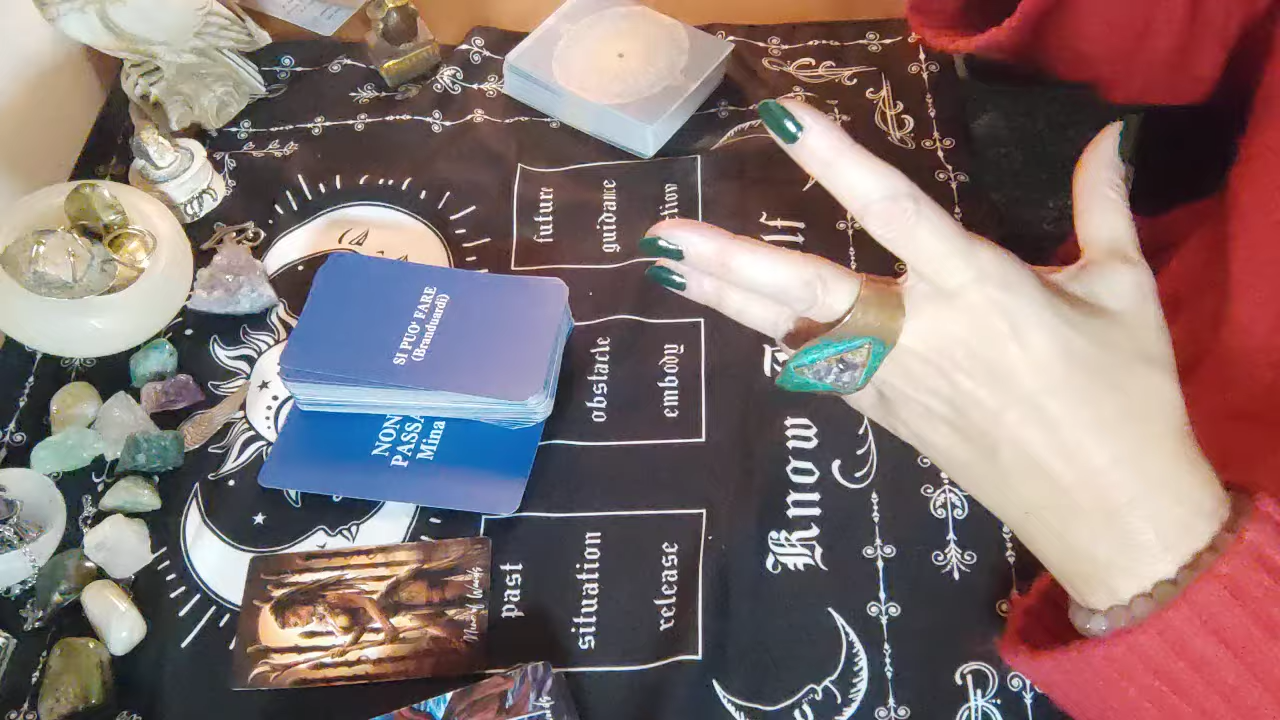 SI PUO' FARE
(Branduardi)
NON
PASSA
Mina
future
guidance
obstacle
embody
past
situation
release
Know